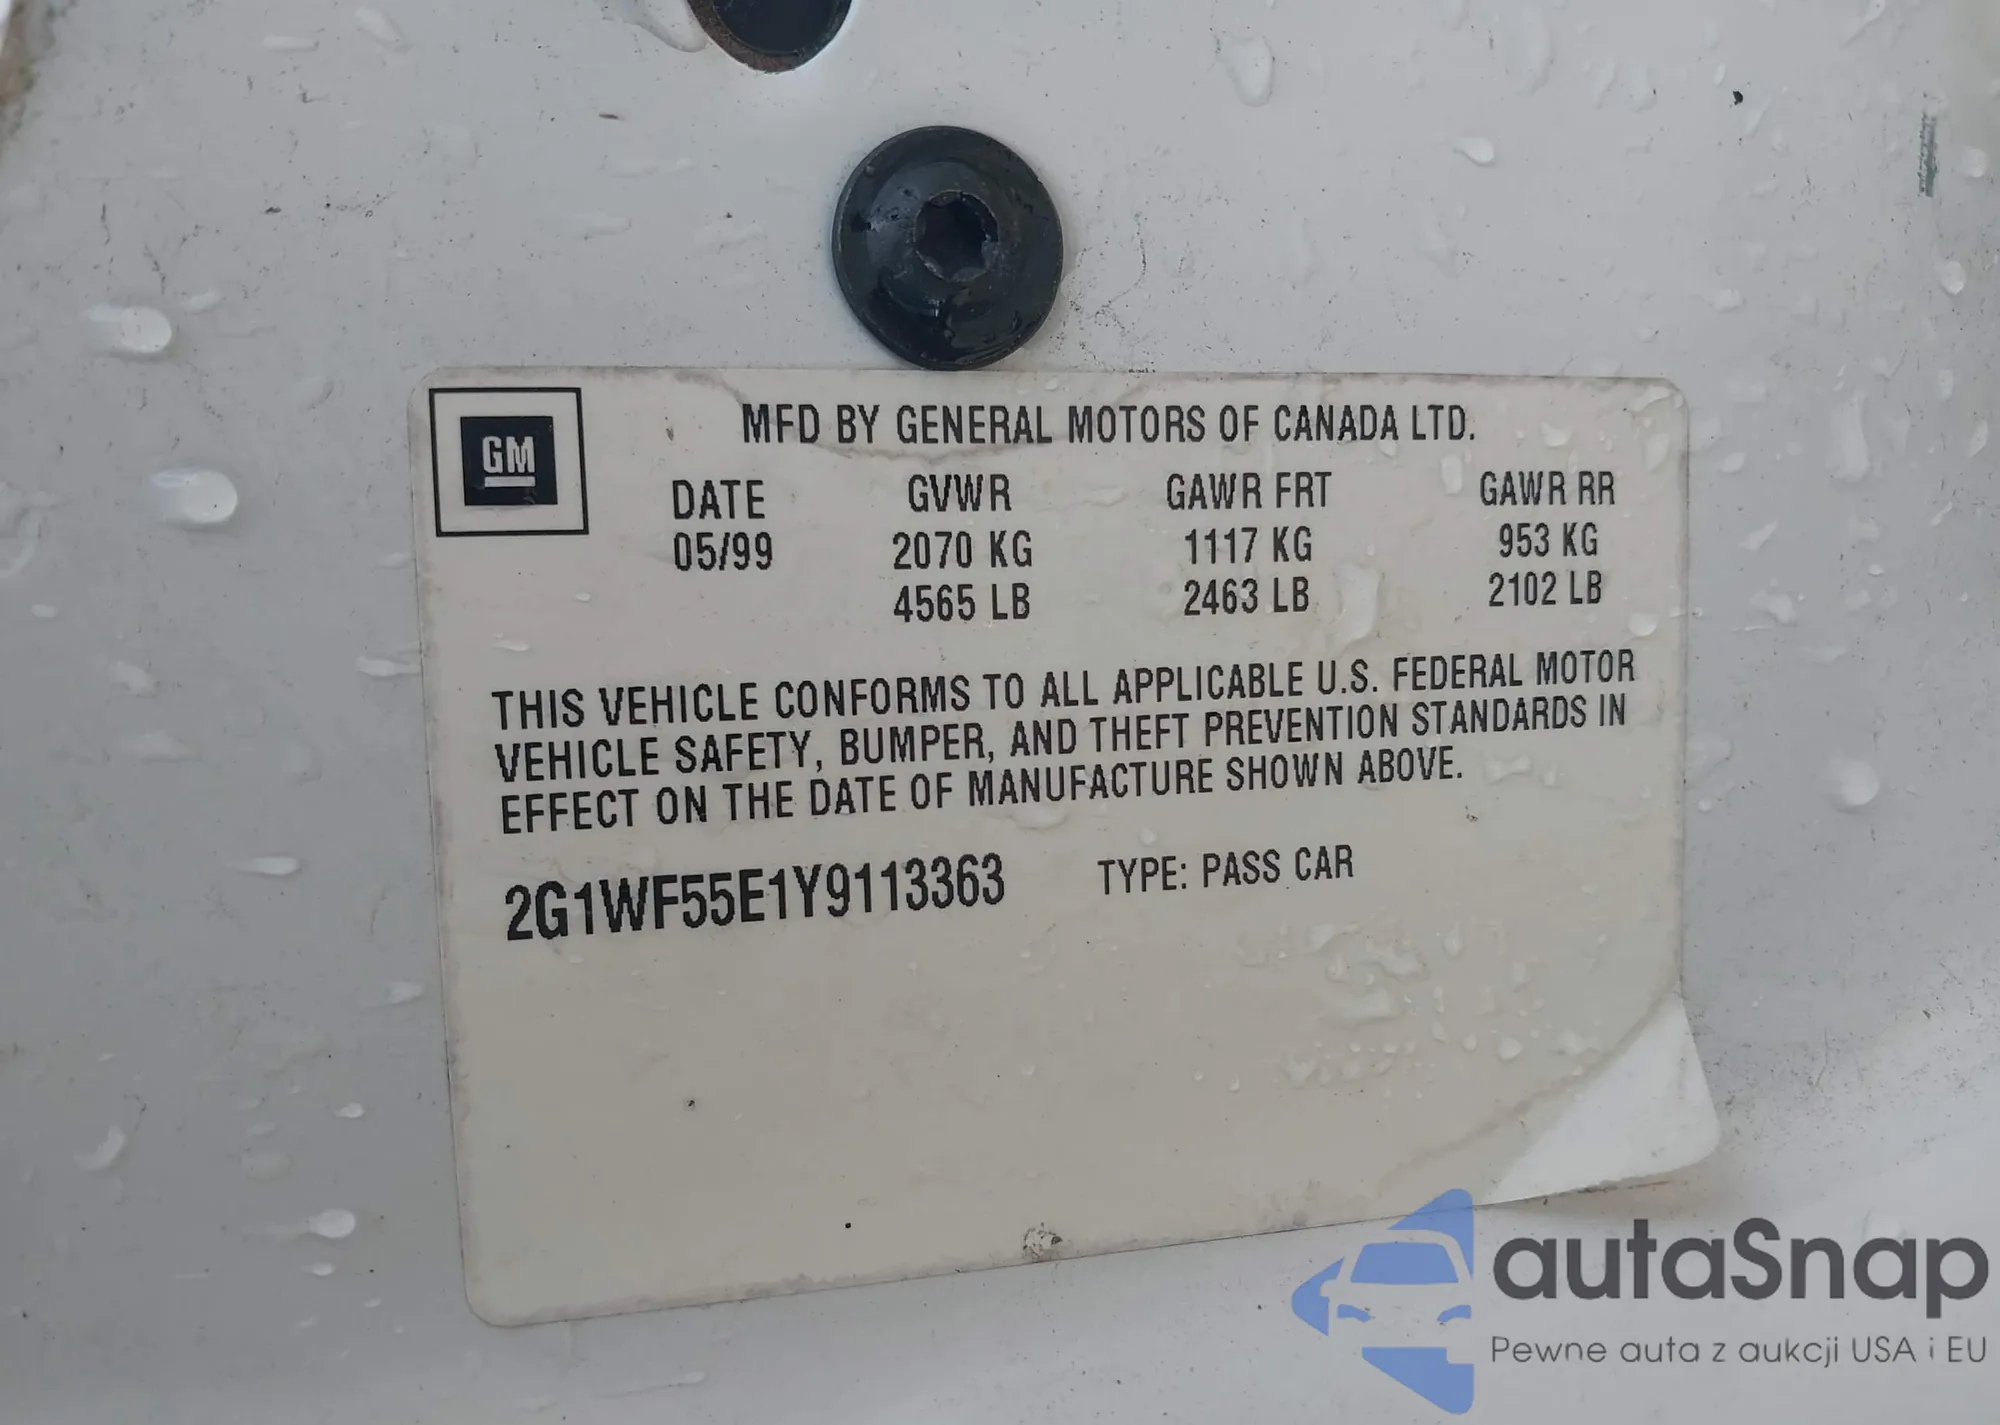 GM
MFD BY GENERAL MOTORS OF CANADA LTD.
DATE GVWR GAWR FRT GAWR RR
05/99 2070 KG 1117 KG 953 KG
4565 LB 2463 LB 2102 LB
THIS VEHICLE CONFORMS TO ALL APPLICABLE U.S. FEDERAL MOTOR
VEHICLE SAFETY, BUMPER, AND THEFT PREVENTION STANDARDS IN
EFFECT ON THE DATE OF MANUFACTURE SHOWN ABOVE.
2G1WF55E1Y9113363 TYPE: PASS CAR
autaSnap
Pewne auta z aukcji USA i EU